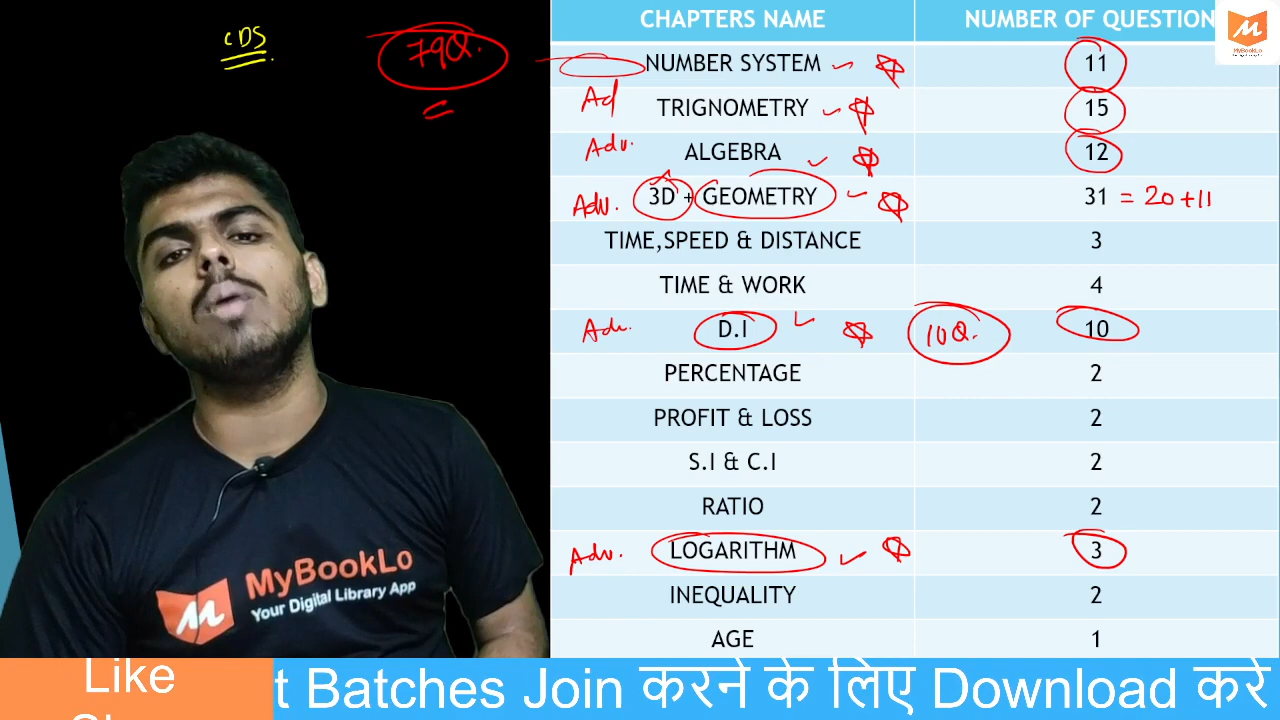 CDS
79Q.
CHAPTERS NAME NUMBER OF QUESTION
MyBookLo
NUMBER SYSTEM 11
Ad TRIGNOMETRY 15
Adv. ALGEBRA 12
Adv. 3D + GEOMETRY 31 = 20+11
TIME,SPEED & DISTANCE 3
TIME & WORK 4
Adv. D.I 10Q. 10
PERCENTAGE 2
PROFIT & LOSS 2
S.I & C.I 2
RATIO 2
Adv. LOGARITHM 3
INEQUALITY 2
AGE 1
MyBookLo
Your Digital Library App
Like
t Batches Join करने के लिए Download करे